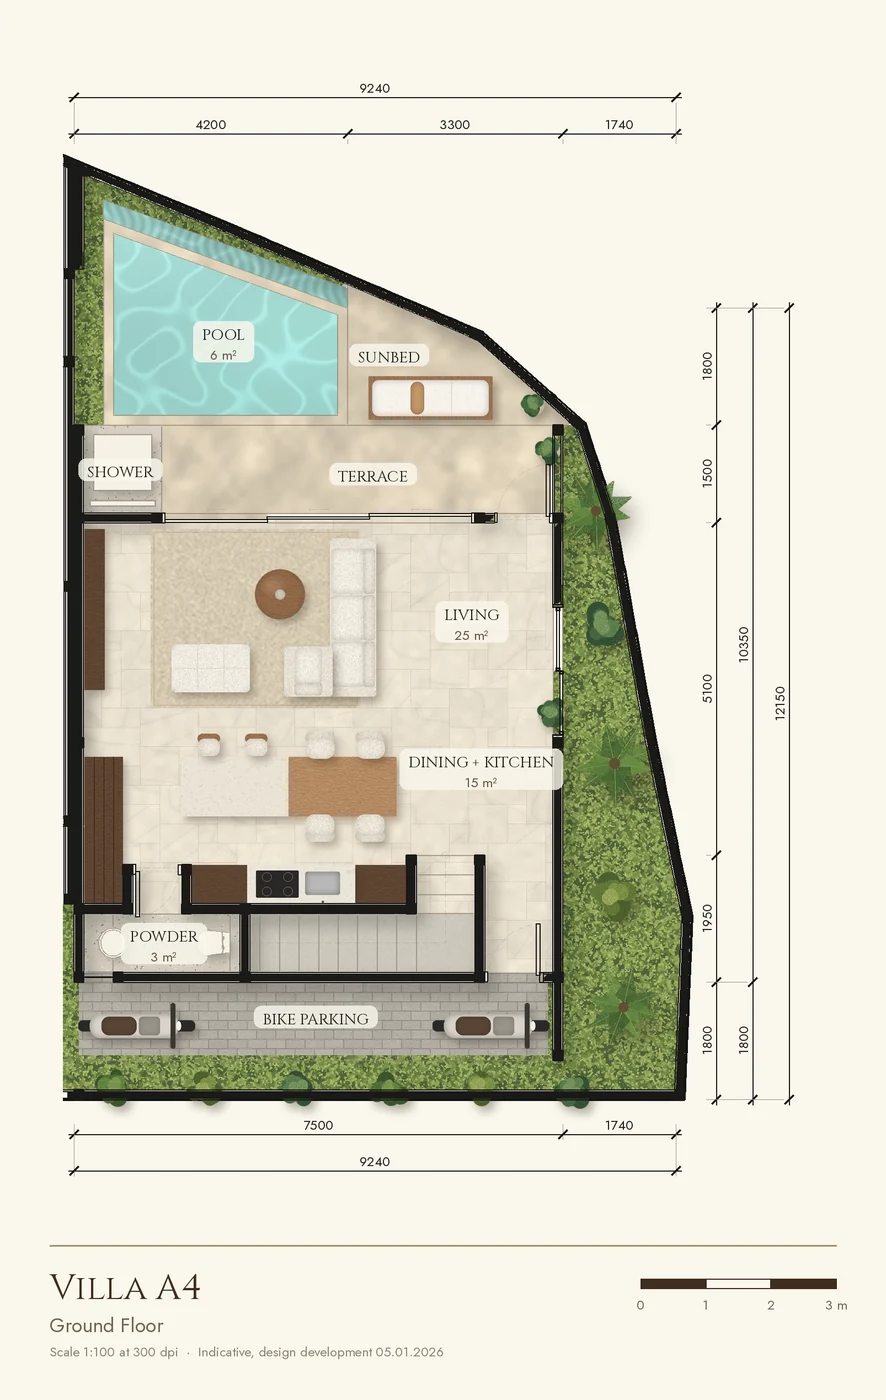 9240
4200 3300 1740
POOL
6 m²
SUNBED
1800
SHOWER
TERRACE
1500
LIVING
25 m²
5100
10350
12150
DINING + KITCHEN
15 m²
1950
POWDER
3 m²
BIKE PARKING
1800 1800
7500 1740
9240
VILLA A4
Ground Floor
Scale 1:100 at 300 dpi · Indicative, design development 05.01.2026
0 1 2 3 m